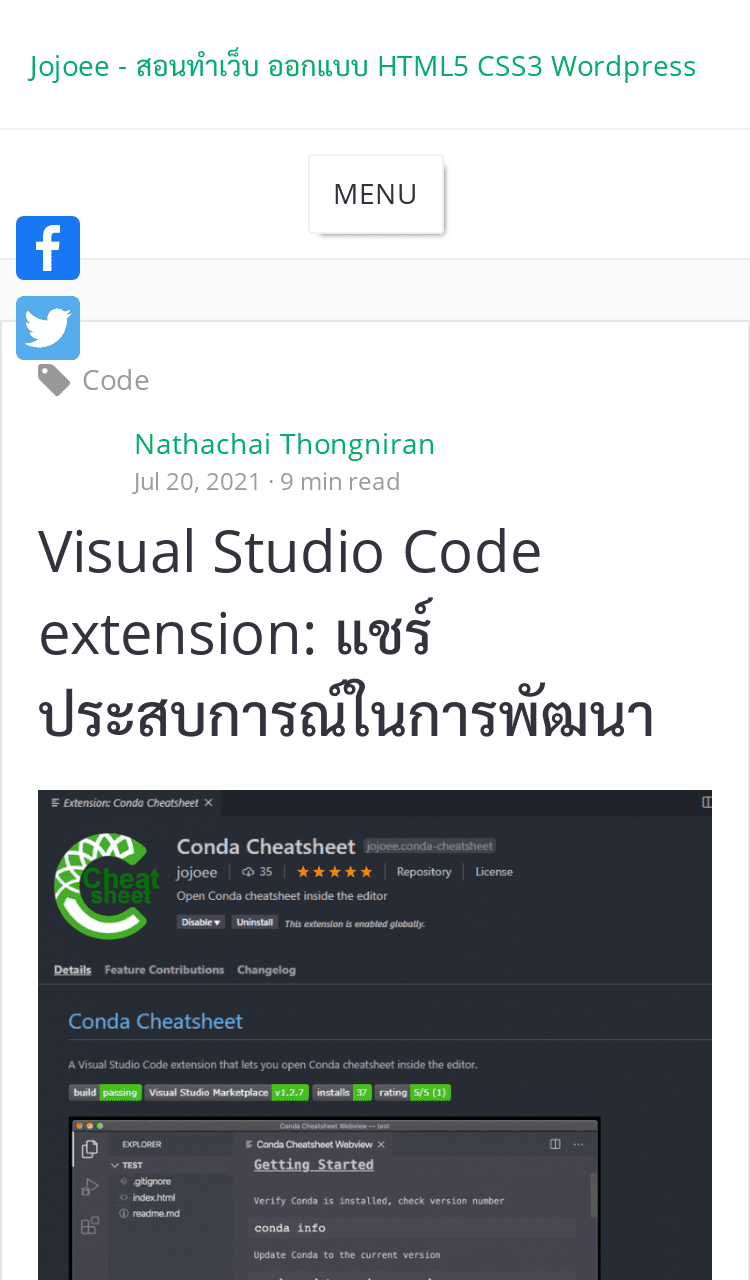 Jojoee - สอนทำเว็บ ออกแบบ HTML5 CSS3 Wordpress
MENU
Code
Nathachai Thongniran
Jul 20, 2021 · 9 min read
Visual Studio Code
extension: แชร์
ประสบการณ์ในการพัฒนา
Extension: Conda Cheatsheet
Conda Cheatsheet jojoee.conda-cheatsheet
Cheat
sheet
jojoee 35 Repository License
Open Conda cheatsheet inside the editor
Disable Uninstall This extension is enabled globally.
Details Feature Contributions Changelog
Conda Cheatsheet
A Visual Studio Code extension that lets you open Conda cheatsheet inside the editor.
build passing Visual Studio Marketplace v1.2.7 installs 37 rating 5/5 (1)
Conda Cheatsheet Webview — test
EXPLORER Conda Cheatsheet Webview
TEST Getting Started
.gitignore
index.html Verify Conda is installed, check version number
readme.md
conda info
Update Conda to the current version